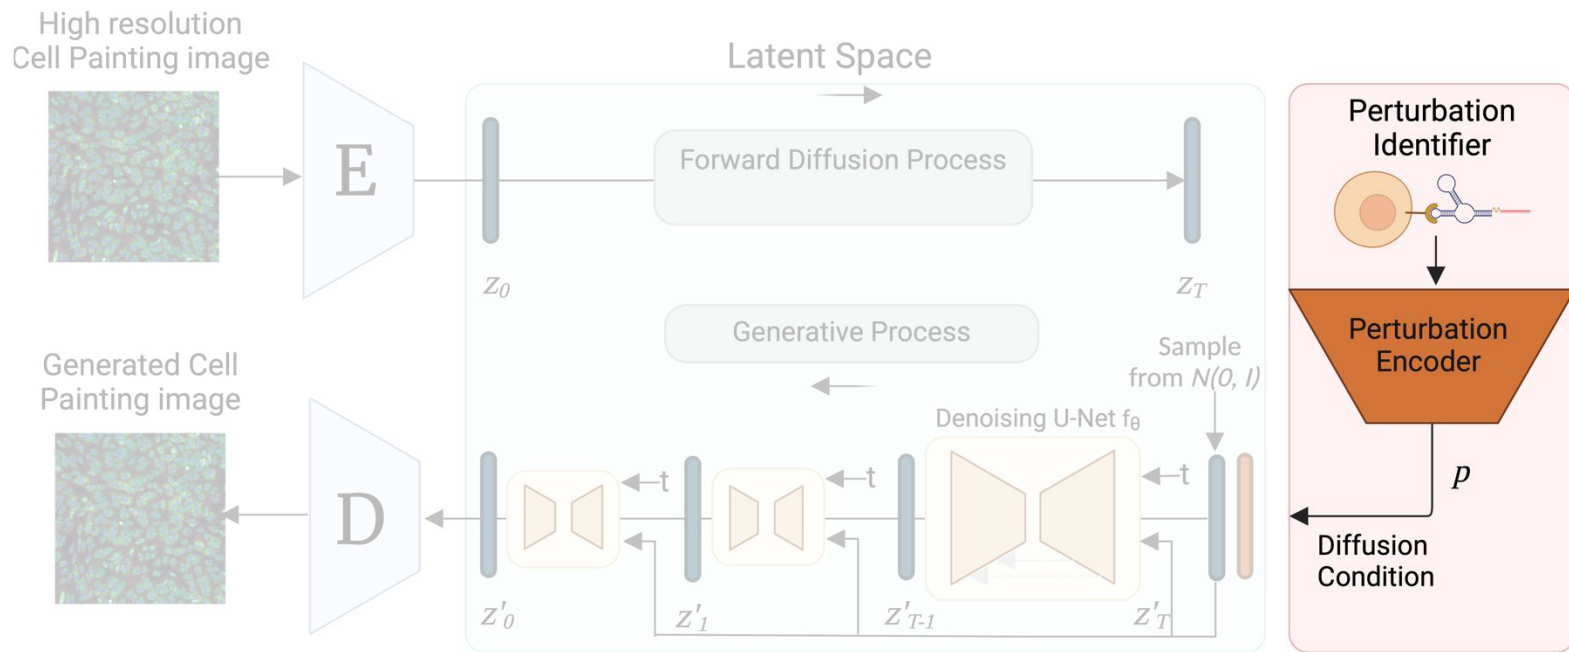 High resolution
Cell Painting image
E
Latent Space
Forward Diffusion Process
z0
zT
Generative Process
Sample
from N(0, I)
Generated Cell
Painting image
D
Denoising U-Net fθ
t
t
t
z'0
z'1
z'T-1
z'T
Perturbation
Identifier
Perturbation
Encoder
p
Diffusion
Condition